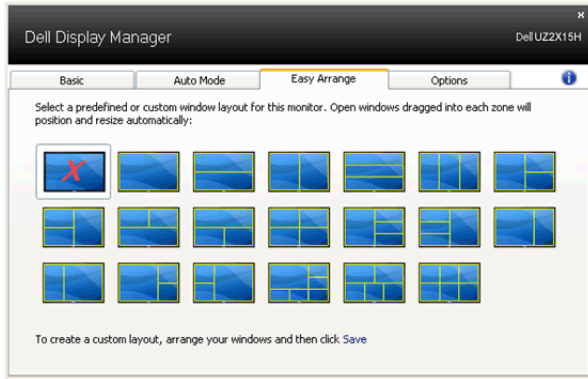 x
Dell Display Manager
Dell UZ2X15H
Basic
Auto Mode
Easy Arrange
Options
i
Select a predefined or custom window layout for this monitor. Open windows dragged into each zone will
position and resize automatically:
X
To create a custom layout, arrange your windows and then click Save